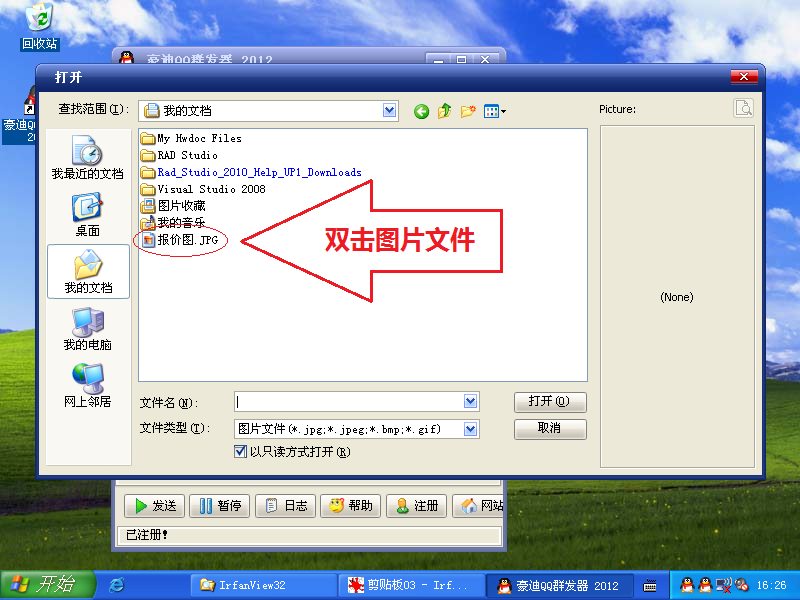 回收站
豪迪QQ群发器 2012
打开
豪迪QQ
20
查找范围(I):
我的文档
Picture:
我最近的文档
桌面
我的文档
我的电脑
网上邻居
My Hwdoc Files
RAD Studio
Rad_Studio_2010_Help_UP1_Downloads
Visual Studio 2008
图片收藏
我的音乐
报价图.JPG
双击图片文件
(None)
文件名(N):
打开(O)
文件类型(T):
图片文件(*.jpg;*.jpeg;*.bmp;*.gif)
取消
以只读方式打开(R)
发送
暂停
日志
帮助
注册
网站
已注册!
开始
IrfanView32
剪贴板03 - Irf...
豪迪QQ群发器 2012
16:26